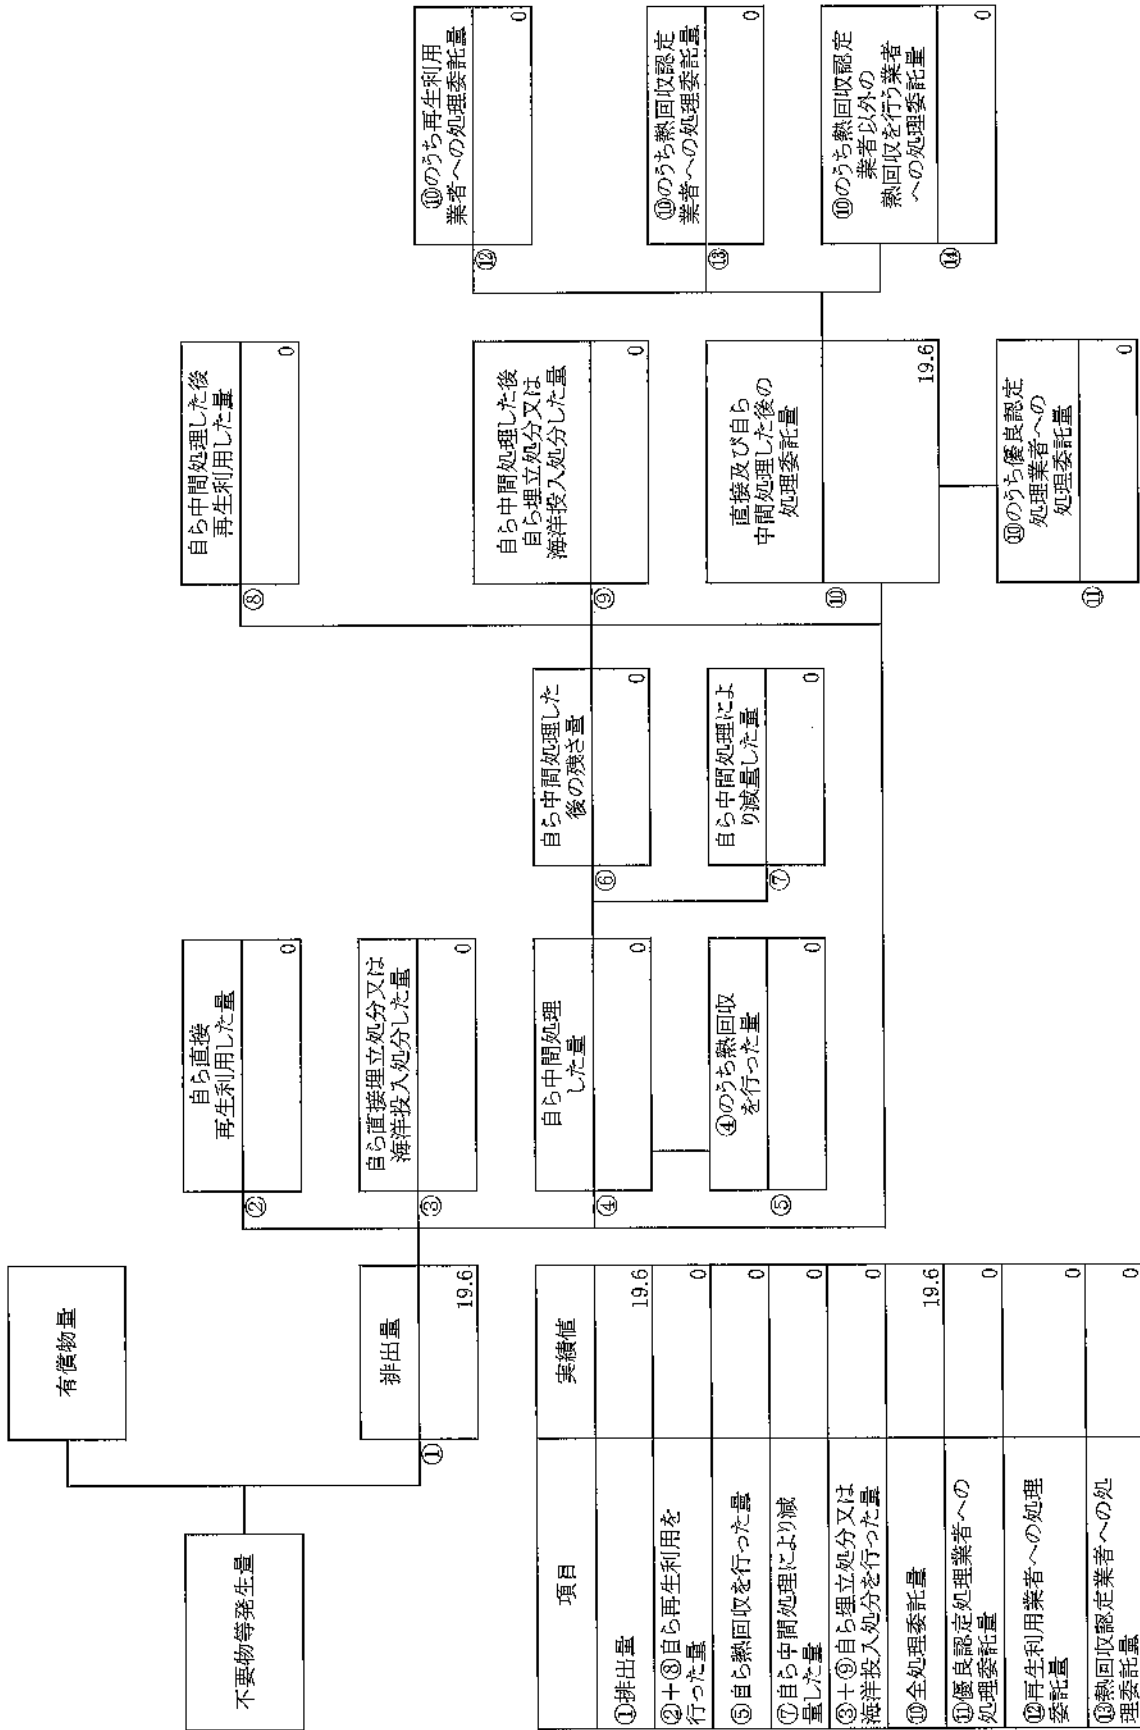 不要物等発生量
有償物量
排出量
①
19.6
自ら直接
再生利用した量
②
0
自ら直接埋立処分又は
海洋投入処分した量
③
0
自ら中間処理
した量
④
0
④のうち熱回収
を行った量
⑤
0
自ら中間処理した
後の残さ量
⑥
0
自ら中間処理によ
り減量した量
⑦
0
自ら中間処理した後
再生利用した量
⑧
0
自ら中間処理した後
自ら埋立処分又は
海洋投入処分した量
⑨
0
直接及び自ら
中間処理した後の
処理委託量
⑩
19.6
⑩のうち優良認定
処理業者への
処理委託量
⑪
0
⑩のうち再生利用
業者への処理委託量
⑫
0
⑩のうち熱回収認定
業者への処理委託量
⑬
0
⑩のうち熱回収認定
業者以外の
熱回収を行う業者
への処理委託量
⑭
0
項目 実績値
①排出量 19.6
②+⑧自ら再生利用を
行った量 0
⑤自ら熱回収を行った量 0
⑦自ら中間処理により減
量した量 0
③+⑨自ら埋立処分又は
海洋投入処分を行った量 0
⑩全処理委託量 19.6
⑪優良認定処理業者への
処理委託量 0
⑫再生利用業者への処理
委託量 0
⑬熱回収認定業者への処
理委託量 0